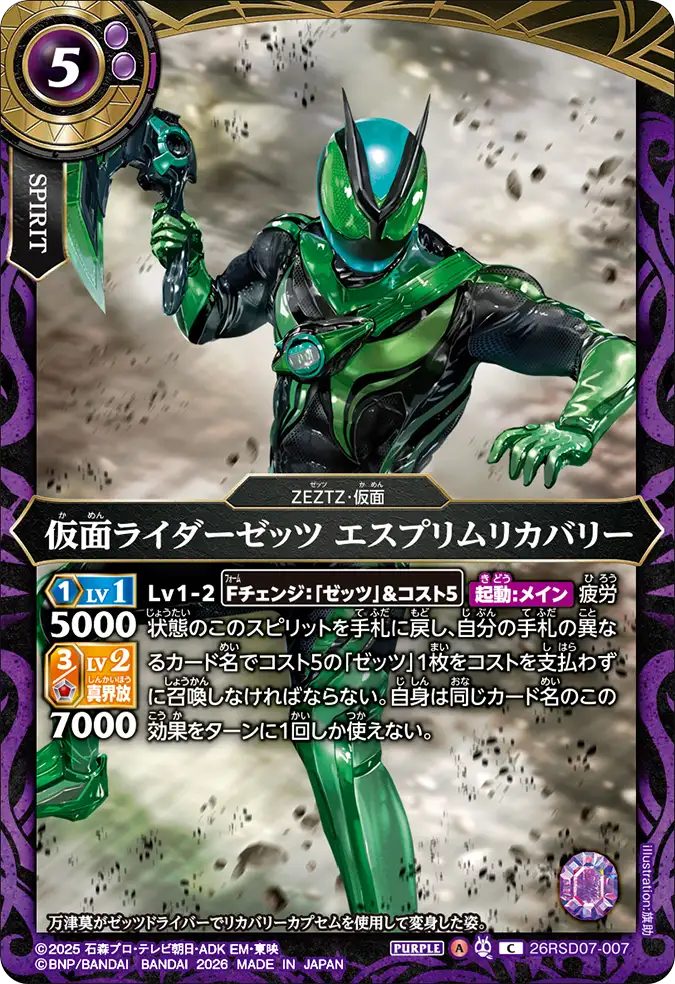 5
SPIRIT
ZEZTZ・仮面
仮面ライダーゼッツ エスプリムリカバリー
1 LV1
5000
3 LV2
真界放
7000
Lv1-2 Fチェンジ:「ゼッツ」&コスト5 起動:メイン 疲労
状態のこのスピリットを手札に戻し、自分の手札の異な
るカード名でコスト5の「ゼッツ」1枚をコストを支払わず
に召喚しなければならない。自身は同じカード名のこの
効果をターンに1回しか使えない。
万津莫がゼッツドライバーでリカバリーカプセムを使用して変身した姿。
illustration:旗助
©2025 石森プロ・テレビ朝日・ADK EM・東映
©BNP/BANDAI BANDAI 2026 MADE IN JAPAN
PURPLE A C 26RSD07-007